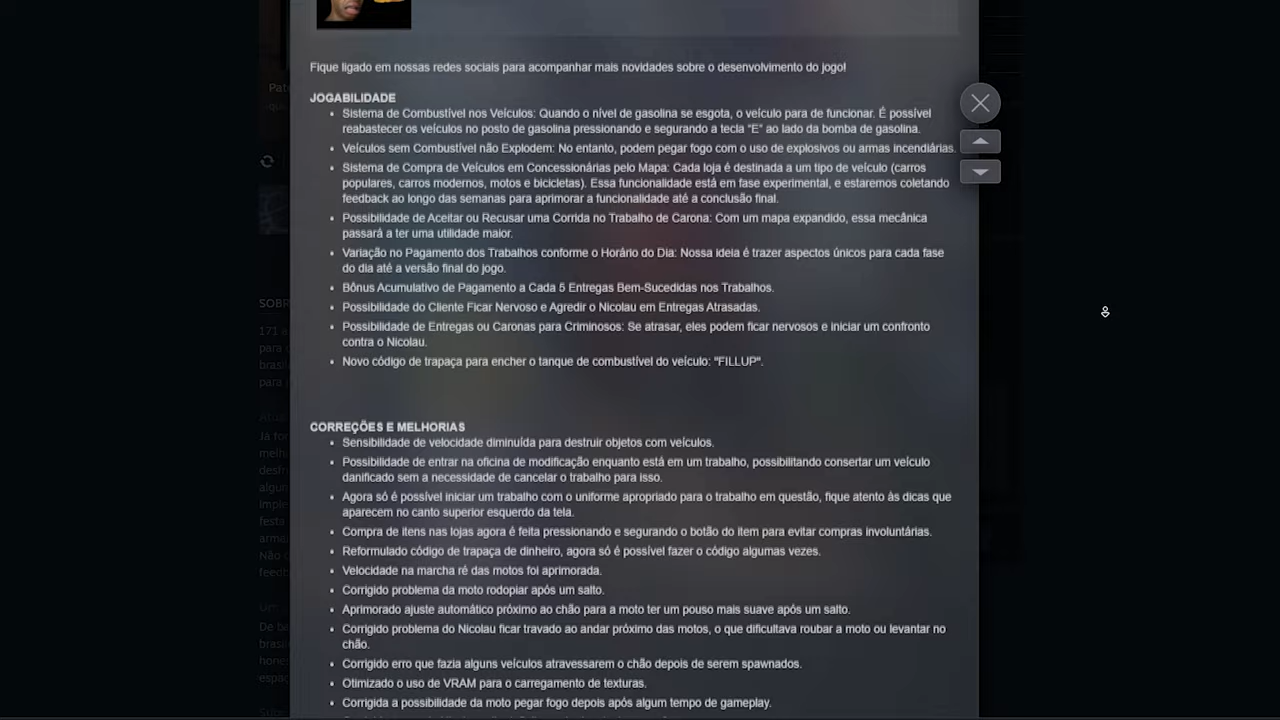 Fique ligado em nossas redes sociais para acompanhar mais novidades sobre o desenvolvimento do jogo!
JOGABILIDADE
Sistema de Combustível nos Veículos: Quando o nível de gasolina se esgota, o veículo para de funcionar. É possível
reabastecer os veículos no posto de gasolina pressionando e segurando a tecla "E" ao lado da bomba de gasolina.
Veículos sem Combustível não Explodem: No entanto, podem pegar fogo com o uso de explosivos ou armas incendiárias.
Sistema de Compra de Veículos em Concessionárias pelo Mapa: Cada loja é destinada a um tipo de veículo (carros
populares, carros modernos, motos e bicicletas). Essa funcionalidade está em fase experimental, e estaremos coletando
feedback ao longo das semanas para aprimorar a funcionalidade até a conclusão final.
Possibilidade de Aceitar ou Recusar uma Corrida no Trabalho de Carona: Com um mapa expandido, essa mecânica
passará a ter uma utilidade maior.
Variação no Pagamento dos Trabalhos conforme o Horário do Dia: Nossa ideia é trazer aspectos únicos para cada fase
do dia até a versão final do jogo.
Bônus Acumulativo de Pagamento a Cada 5 Entregas Bem-Sucedidas nos Trabalhos.
Possibilidade do Cliente Ficar Nervoso e Agredir o Nicolau em Entregas Atrasadas.
Possibilidade de Entregas ou Caronas para Criminosos: Se atrasar, eles podem ficar nervosos e iniciar um confronto
contra o Nicolau.
Novo código de trapaça para encher o tanque de combustível do veículo: "FILLUP".
CORREÇÕES E MELHORIAS
Sensibilidade de velocidade diminuída para destruir objetos com veículos.
Possibilidade de entrar na oficina de modificação enquanto está em um trabalho, possibilitando consertar um veículo
danificado sem a necessidade de cancelar o trabalho para isso.
Agora só é possível iniciar um trabalho com o uniforme apropriado para o trabalho em questão, fique atento às dicas que
aparecem no canto superior esquerdo da tela.
Compra de itens nas lojas agora é feita pressionando e segurando o botão do item para evitar compras involuntárias.
Reformulado código de trapaça de dinheiro, agora só é possível fazer o código algumas vezes.
Velocidade na marcha ré das motos foi aprimorada.
Corrigido problema da moto rodopiar após um salto.
Aprimorado ajuste automático próximo ao chão para a moto ter um pouso mais suave após um salto.
Corrigido problema do Nicolau ficar travado ao andar próximo das motos, o que dificultava roubar a moto ou levantar no
chão.
Corrigido erro que fazia alguns veículos atravessarem o chão depois de serem spawnados.
Otimizado o uso de VRAM para o carregamento de texturas.
Corrigida a possibilidade da moto pegar fogo depois após algum tempo de gameplay.